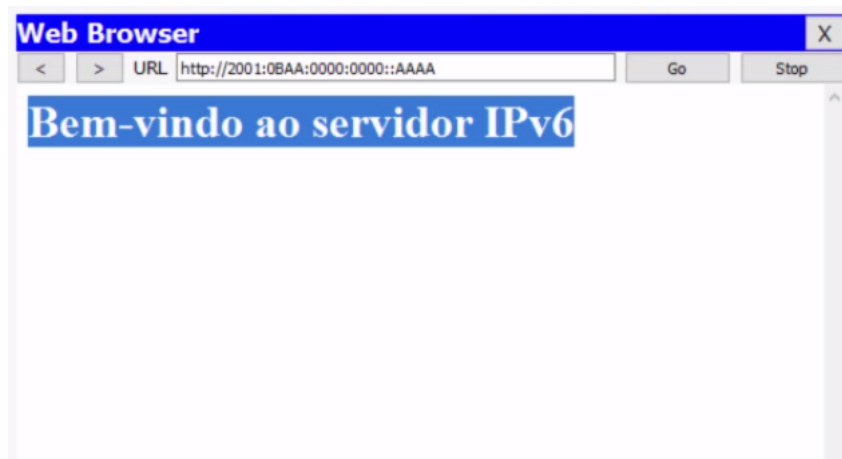 Web Browser X
< > URL http://2001:0BAA:0000:0000::AAAA Go Stop
Bem-vindo ao servidor IPv6